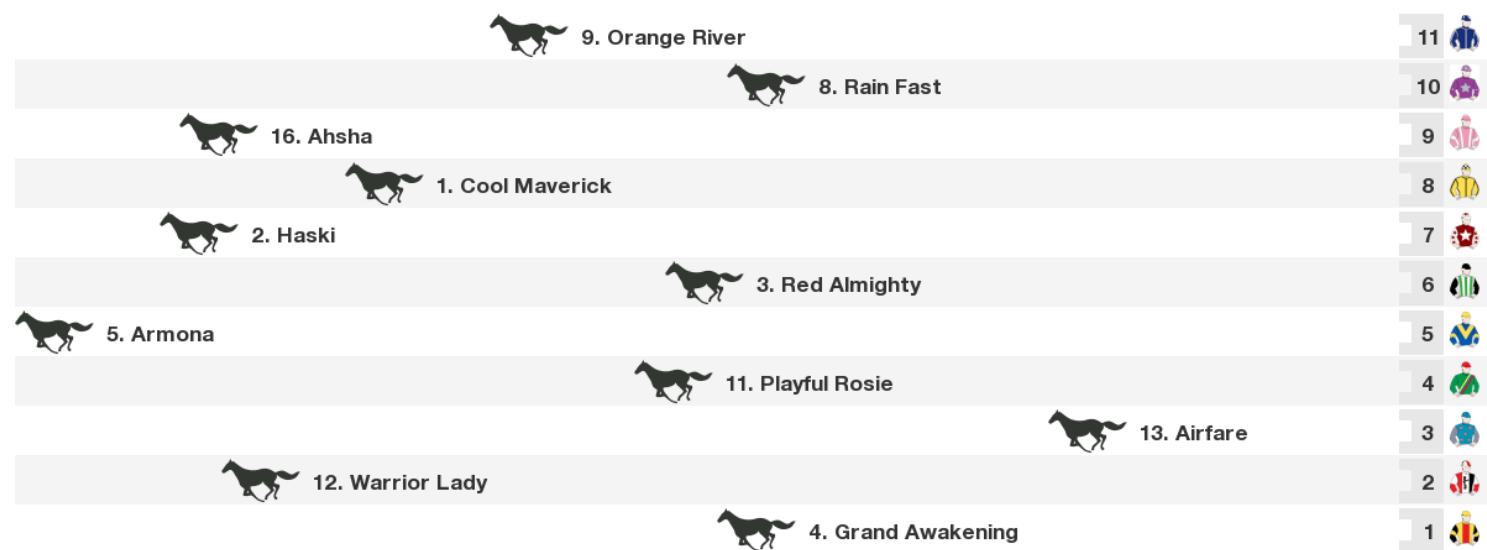 9. Orange River 11
8. Rain Fast 10
16. Ahsha 9
1. Cool Maverick 8
2. Haski 7
3. Red Almighty 6
5. Armona 5
11. Playful Rosie 4
13. Airfare 3
12. Warrior Lady 2
4. Grand Awakening 1